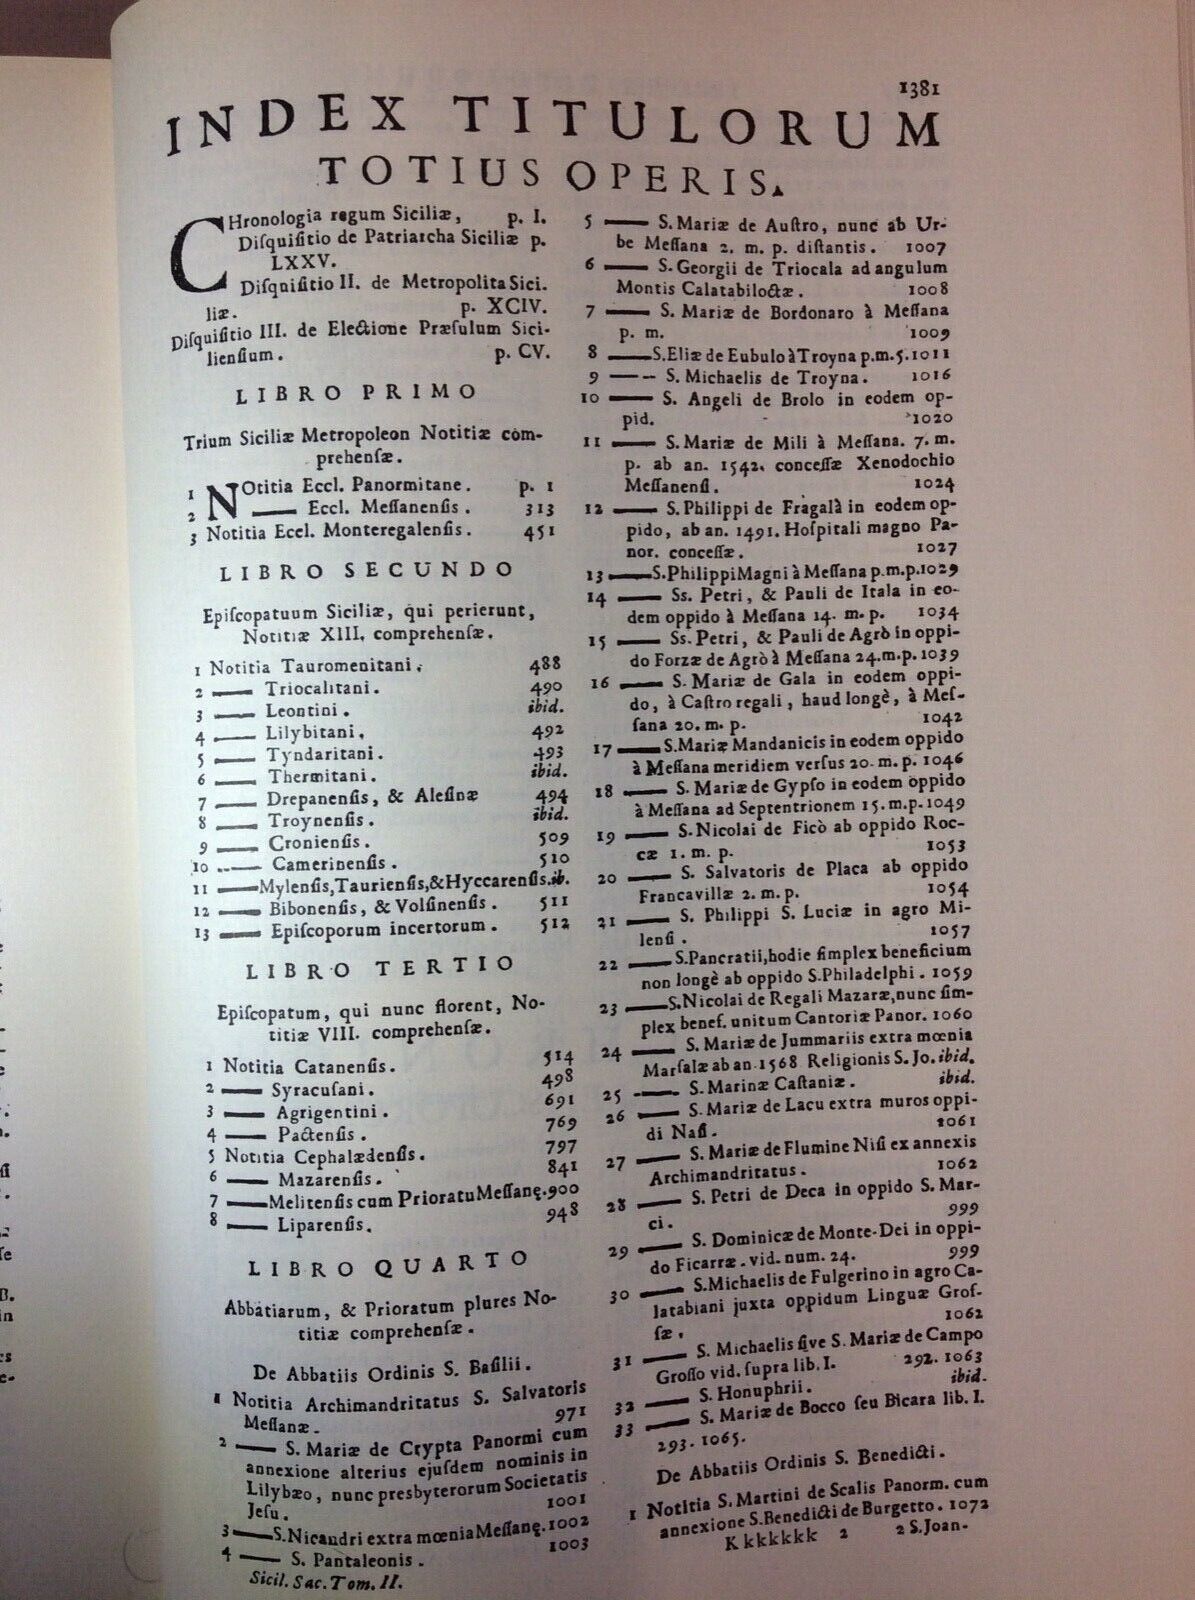 1381
INDEX TITULORUM
TOTIUS OPERIS.
CHronologia regum Siciliæ, p. I.
Diſquiſitio de Patriarcha Siciliæ p.
LXXV.
Diſquiſitio II. de Metropolita Sici.
liæ. p. XCIV.
Diſquiſitio III. de Electione Præſulum Sici-
lienſium. p. CV.
LIBRO PRIMO
Trium Siciliæ Metropoleon Notitiæ com-
prehenſæ.
1 NOtitia Eccl. Panormitane. p. 1
2 —— Eccl. Meſſanenſis. 313
3 Notitia Eccl. Monteregalenſis. 451
LIBRO SECUNDO
Epiſcopatuum Siciliæ, qui perierunt,
Notitiæ XIII. comprehenſæ.
1 Notitia Tauromenitani. 488
2 —— Triocalitani. 490
3 —— Leontini. ibid.
4 —— Lilybitani. 492
5 —— Tyndaritani. 493
6 —— Thermitani. ibid.
7 —— Drepanenſis, & Aleſinæ 494
8 —— Troynenſis. ibid.
9 —— Cronienſis. 509
10 ..—— Camerinenſis. 510
11 ——Mylenſis, Taurienſis, & Hyccarenſis. ib.
12 —— Bibonenſis, & Volſinenſis. 511
13 —— Epiſcoporum incertorum. 512
LIBRO TERTIO
Epiſcopatum, qui nunc florent, No-
titiæ VIII. comprehenſæ.
1 Notitia Catanenſis. 514
2 —— Syracuſani. 498
3 —— Agrigentini. 691
4 —— Pactenſis. 769
5 Notitia Cephalædenſis. 797
6 —— Mazarenſis. 841
7 ——Melitenſis cum Prioratu Meſſanę. 900
8 —— Liparenſis. 948
LIBRO QUARTO
Abbatiarum, & Prioratum plures No-
titiæ comprehenſæ.
De Abbatiis Ordinis S. Baſilii.
1 Notitia Archimandritatus S. Salvatoris
Meſſanæ. 971
2 —— S. Mariæ de Crypta Panormi cum
annexione alterius ejuſdem nominis in
Lilybæo, nunc presbyterorum Societatis
Jeſu. 1001
3 ——S. Nicandri extra mœnia Meſſanę. 1002
4 —— S. Pantaleonis. 1003
Sicil. Sac. Tom. II.
5 —— S. Mariæ de Auſtro, nunc ab Ur-
be Meſſana 2. m. p. diſtantis. 1007
6 —— S. Georgii de Triocala ad angulum
Montis Calatabiloctæ. 1008
7 —— S. Mariæ de Bordonaro à Meſſana
p. m. 1009
8 ——S. Eliæ de Eubulo à Troyna p. m. 5. 1011
9 —-- S. Michaelis de Troyna. 1016
10 —— S. Angeli de Brolo in eodem op-
pid. 1020
11 —— S. Mariæ de Mili à Meſſana. 7. m.
p. ab an. 1542. conceſſæ Xenodochio
Meſſanenſi. 1024
12 —— S. Philippi de Fragalà in eodem op-
pido, ab an. 1491. Hoſpitali magno Pa-
nor. conceſſæ. 1027
13 ——S. Philippi Magni à Meſſana p.m.p. 1029
14 —— Ss. Petri, & Pauli de Itala in eo-
dem oppido à Meſſana 14. m. p. 1034
15 —— Ss. Petri, & Pauli de Agrò in oppi-
do Forzæ de Agrò à Meſſana 24. m. p. 1039
16 —— S. Mariæ de Gala in eodem oppi-
do, à Caſtro regali, haud longè, à Meſ-
ſana 20. m. p. 1042
17 ——S. Mariæ Mandanicis in eodem oppido
à Meſſana meridiem verſus 20. m. p. 1046
18 —— S. Mariæ de Gypſo in eodem oppido
à Meſſana ad Septentrionem 15. m. p. 1049
19 —— S. Nicolai de Ficò ab oppido Roc-
cæ 1. m. p. 1053
20 —— S. Salvatoris de Placa ab oppido
Francavillæ 2. m. p. 1054
21 —— S. Philippi S. Luciæ in agro Mi-
lenſi. 1057
22 ——S. Pancratii, hodie ſimplex beneficium
non longè ab oppido S. Philadelphi. 1059
23 ——S. Nicolai de Regali Mazaræ, nunc ſim-
plex benef. unitum Cantoriæ Panor. 1060
24 —— S. Mariæ de Jummariis extra mœnia
Marſalæ ab an. 1568 Religionis S. Jo. ibid.
25 —— S. Marinæ Caſtaniæ. ibid.
26 —— S. Mariæ de Lacu extra muros oppi-
di Naſi. 1061
27 —— S. Mariæ de Flumine Niſi ex annexis
Archimandritatus. 1062
28 —— S. Petri de Deca in oppido S. Mar-
ci. 999
29 —— S. Dominicæ de Monte-Dei in oppi-
do Ficarræ. vid. num. 24. 999
30 —— S. Michaelis de Fulgerino in agro Ca-
latabiani juxta oppidum Linguæ Groſ-
ſæ. 1062
31 —— S. Michaelis ſive S. Mariæ de Campo
Groſſo vid. ſupra lib. I. 292. 1063
32 —— S. Honuphrii. ibid.
33 —— S. Mariæ de Bocco ſeu Bicara lib. I.
293. 1065.
De Abbatiis Ordinis S. Benedicti.
1 Notitia S. Martini de Scalis Panorm. cum
annexione S. Benedicti de Burgetto. 1072
Kkkkkkk 2 2 S. Joan-